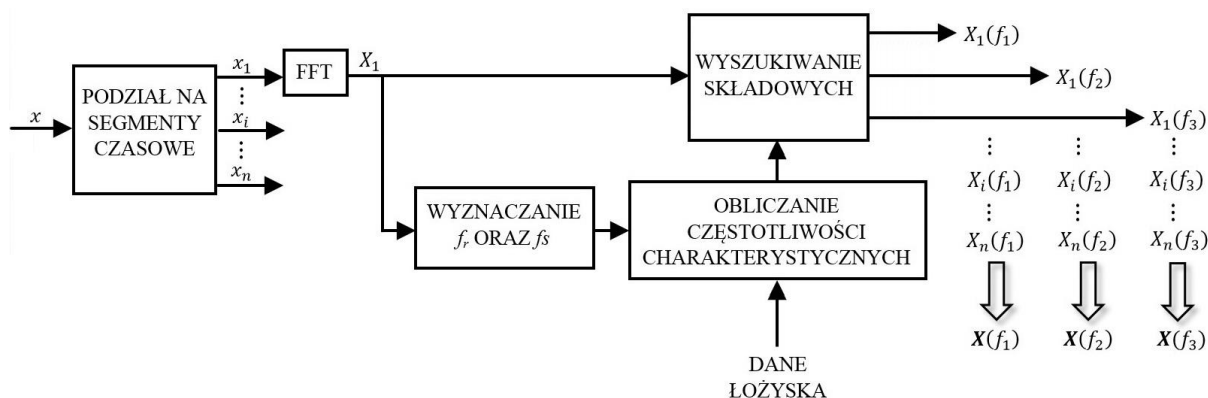 x
PODZIAŁ NA
SEGMENTY
CZASOWE
x₁
⋮
xᵢ
⋮
xₙ
FFT
X₁
WYSZUKIWANIE
SKŁADOWYCH
X₁(f₁)
X₁(f₂)
X₁(f₃)
⋮ ⋮ ⋮
Xᵢ(f₁) Xᵢ(f₂) Xᵢ(f₃)
⋮ ⋮ ⋮
Xₙ(f₁) Xₙ(f₂) Xₙ(f₃)
X(f₁) X(f₂) X(f₃)
WYZNACZANIE
fᵣ ORAZ fs
OBLICZANIE
CZĘSTOTLIWOŚCI
CHARAKTERYSTYCZNYCH
DANE
ŁOŻYSKA